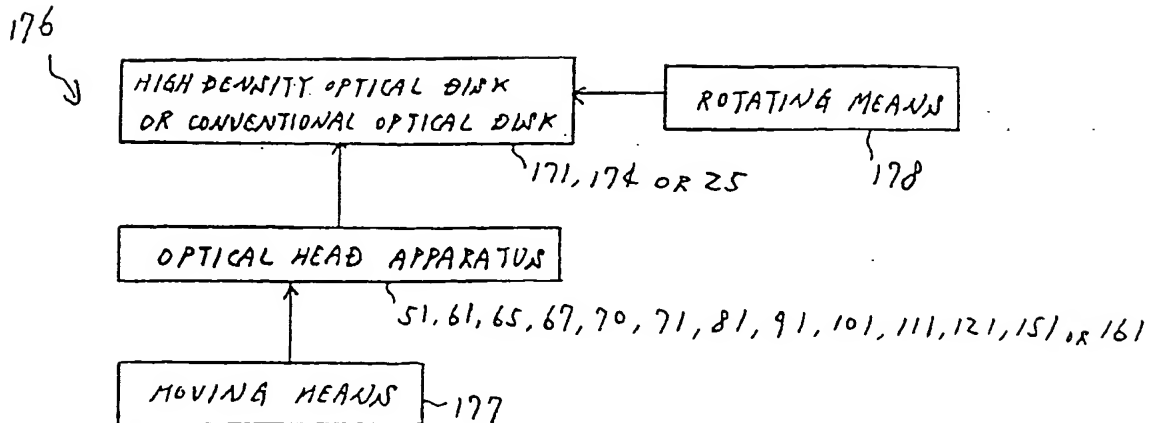 176
HIGH DENSITY OPTICAL DISK
OR CONVENTIONAL OPTICAL DISK
ROTATING MEANS
171, 174 OR 25
178
OPTICAL HEAD APPARATUS
51, 61, 65, 67, 70, 71, 81, 91, 101, 111, 121, 151 OR 161
MOVING MEANS
177